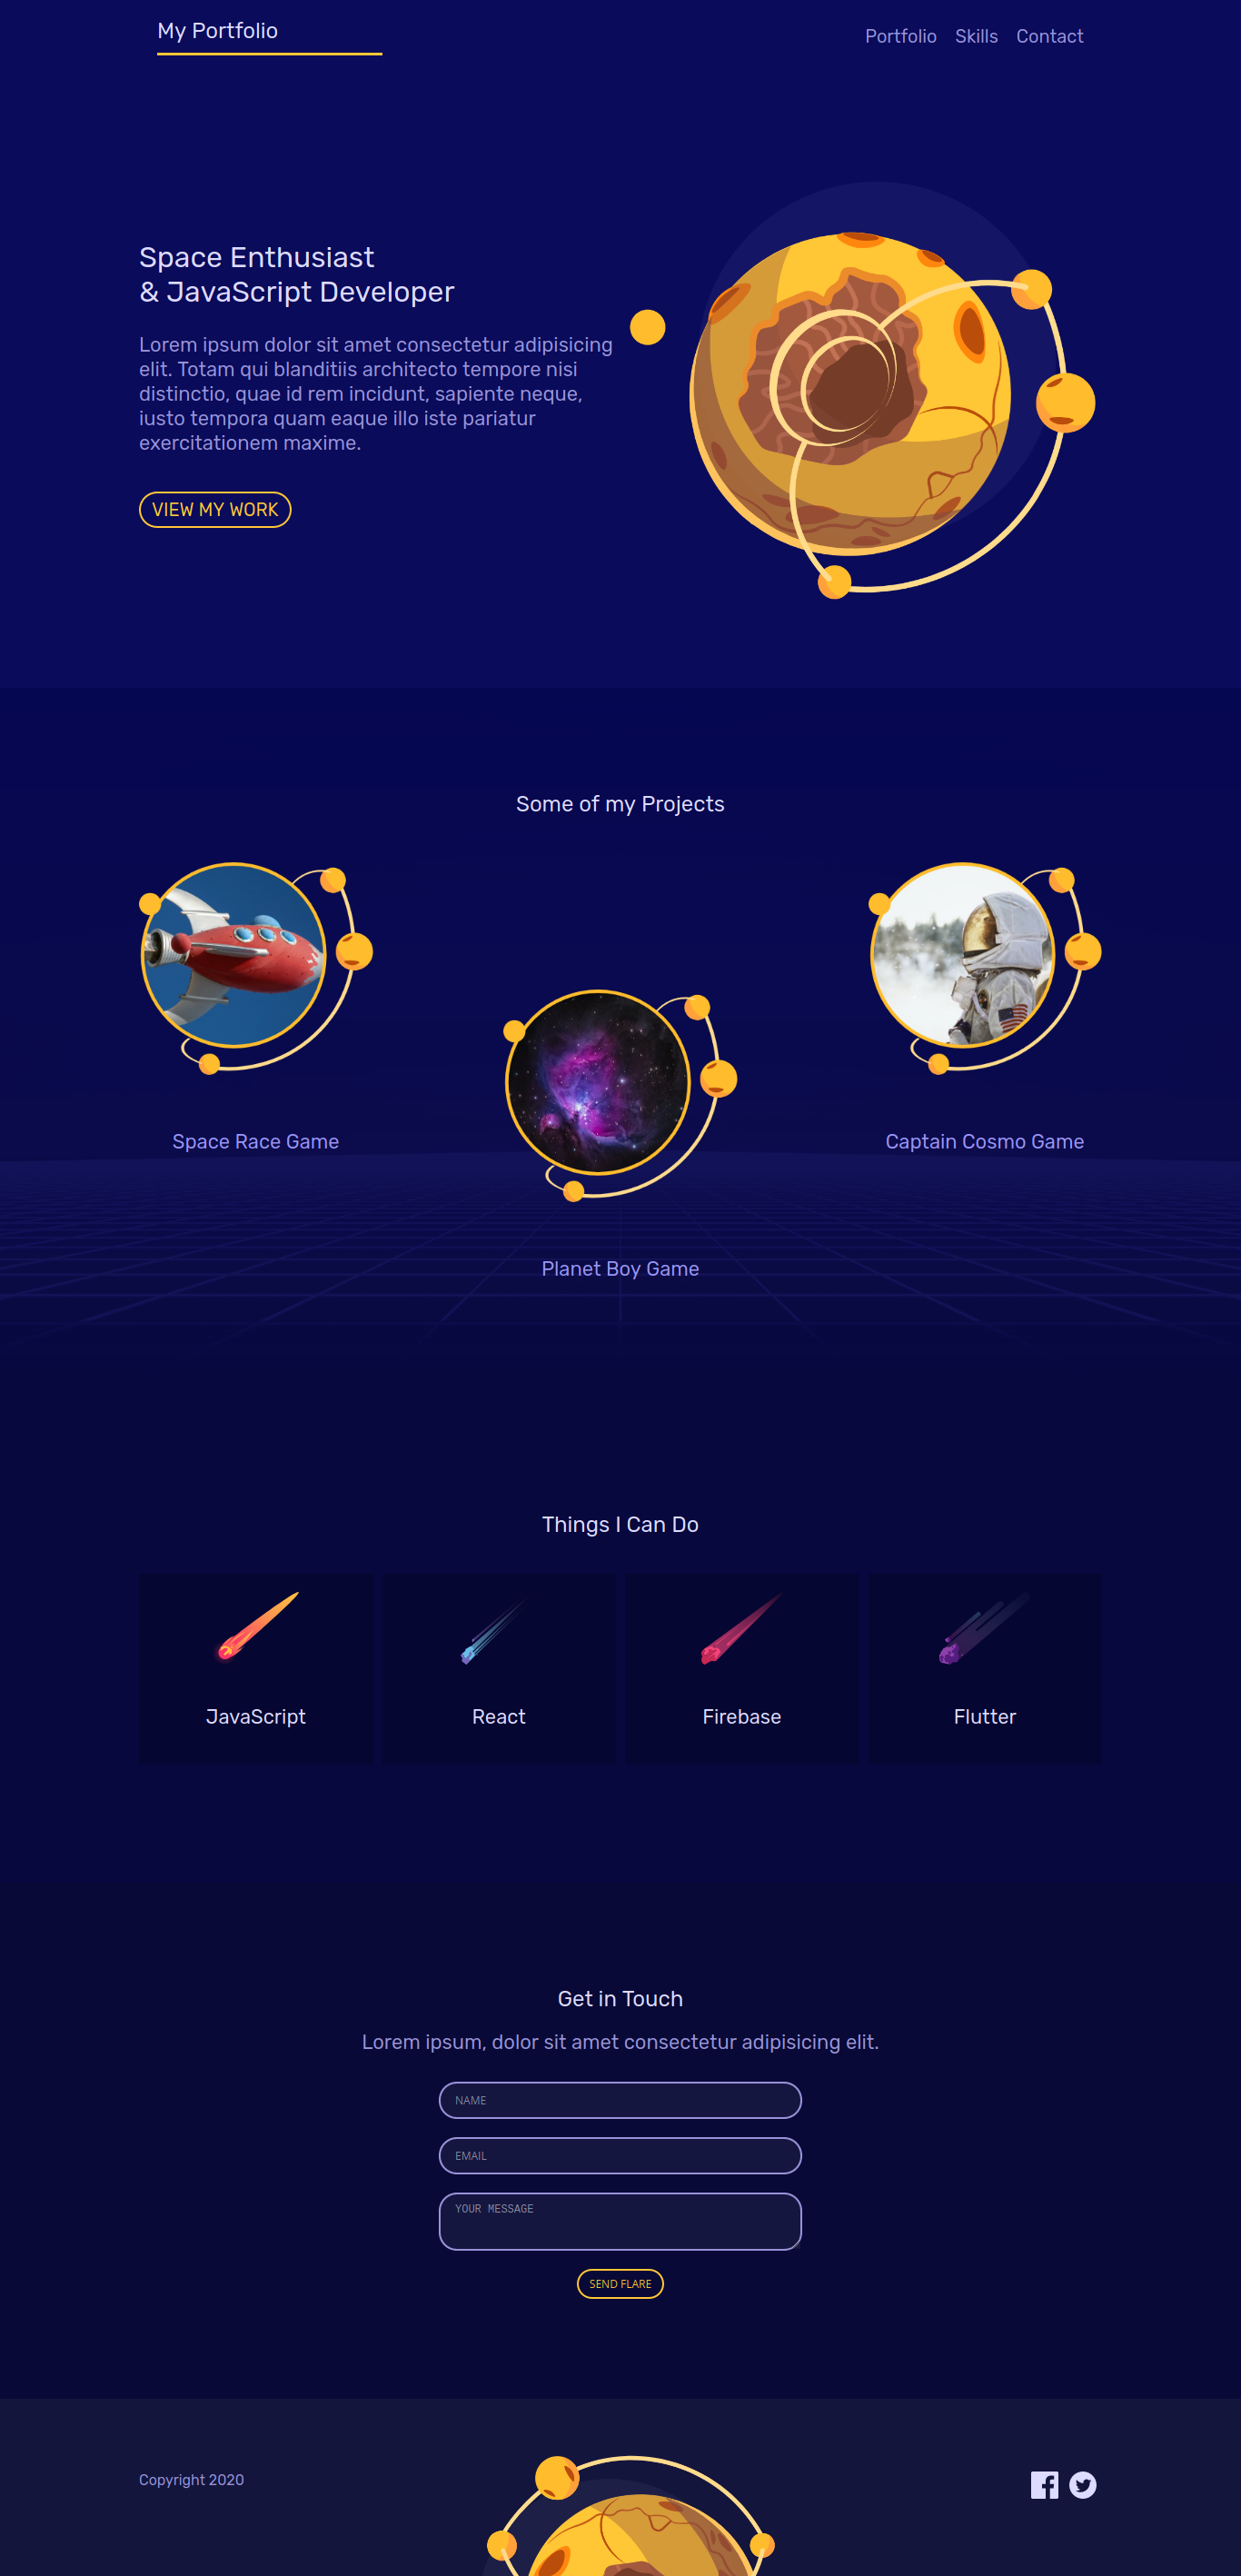 My Portfolio
Portfolio Skills Contact
Space Enthusiast
& JavaScript Developer
Lorem ipsum dolor sit amet consectetur adipisicing
elit. Totam qui blanditiis architecto tempore nisi
distinctio, quae id rem incidunt, sapiente neque,
iusto tempora quam eaque illo iste pariatur
exercitationem maxime.
VIEW MY WORK
Some of my Projects
Space Race Game
Planet Boy Game
Captain Cosmo Game
Things I Can Do
JavaScript
React
Firebase
Flutter
Get in Touch
Lorem ipsum, dolor sit amet consectetur adipisicing elit.
NAME
EMAIL
YOUR MESSAGE
SEND FLARE
Copyright 2020